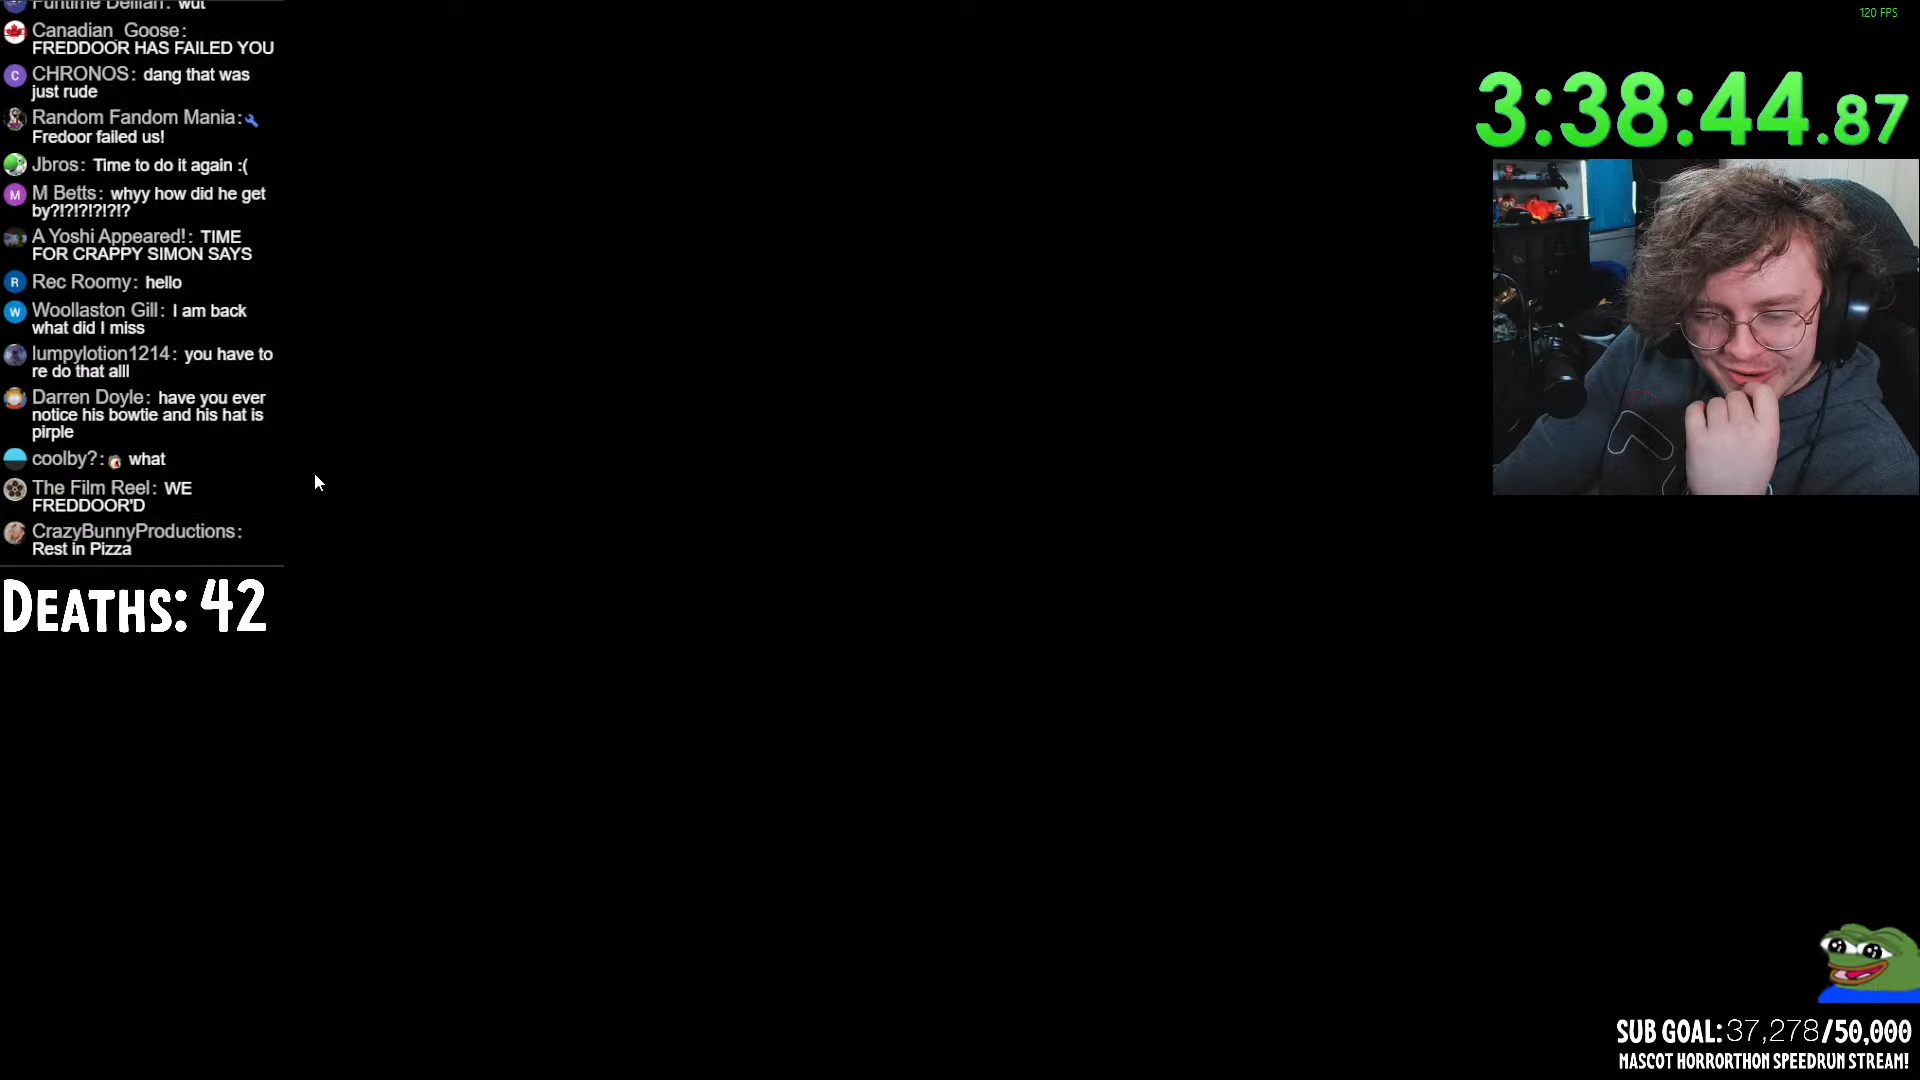 Funtime Delilah: wut
Canadian_Goose:
FREDDOOR HAS FAILED YOU
CHRONOS: dang that was
just rude
Random Fandom Mania:
Fredoor failed us!
Jbros: Time to do it again :(
M Betts: whyy how did he get
by?!?!?!?!?!?
A Yoshi Appeared!: TIME
FOR CRAPPY SIMON SAYS
Rec Roomy: hello
Woollaston Gill: I am back
what did I miss
lumpylotion1214: you have to
re do that alll
Darren Doyle: have you ever
notice his bowtie and his hat is
pirple
coolby?: what
The Film Reel: WE
FREDDOOR'D
CrazyBunnyProductions:
Rest in Pizza
DEATHS: 42
120 FPS
3:38:44.87
SUB GOAL: 37,278/50,000
MASCOT HORRORTHON SPEEDRUN STREAM!